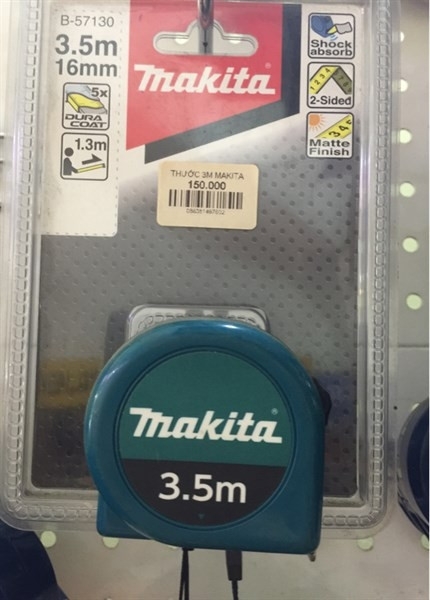 B-57130
3.5m
16mm
5x
DURA
COAT
1.3m
makita
Shock
absorb
2-Sided
Matte
Finish
THƯỚC 3M MAKITA
150.000
makita
3.5m